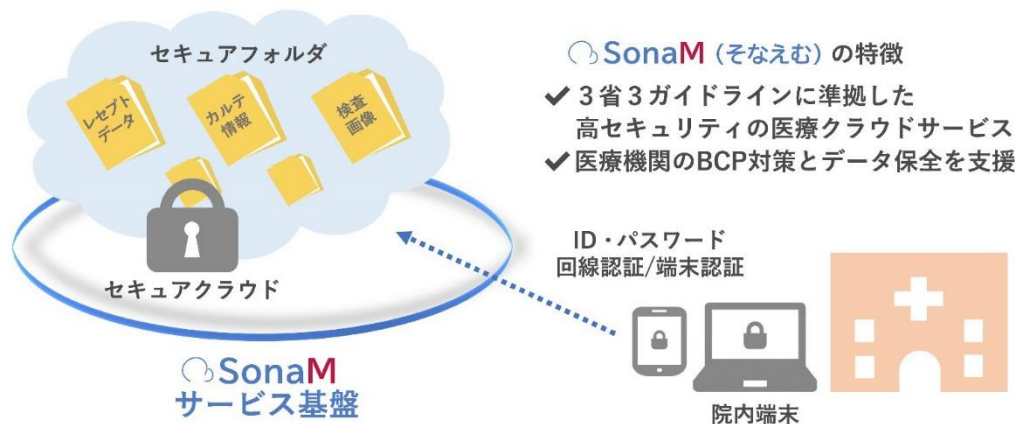 セキュアフォルダ
レセプト
データ
カルテ
情報
検査
画像
セキュアクラウド
SonaM
サービス基盤
SonaM (そなえむ) の特徴
✔ 3省3ガイドラインに準拠した
高セキュリティの医療クラウドサービス
✔ 医療機関のBCP対策とデータ保全を支援
ID・パスワード
回線認証/端末認証
院内端末